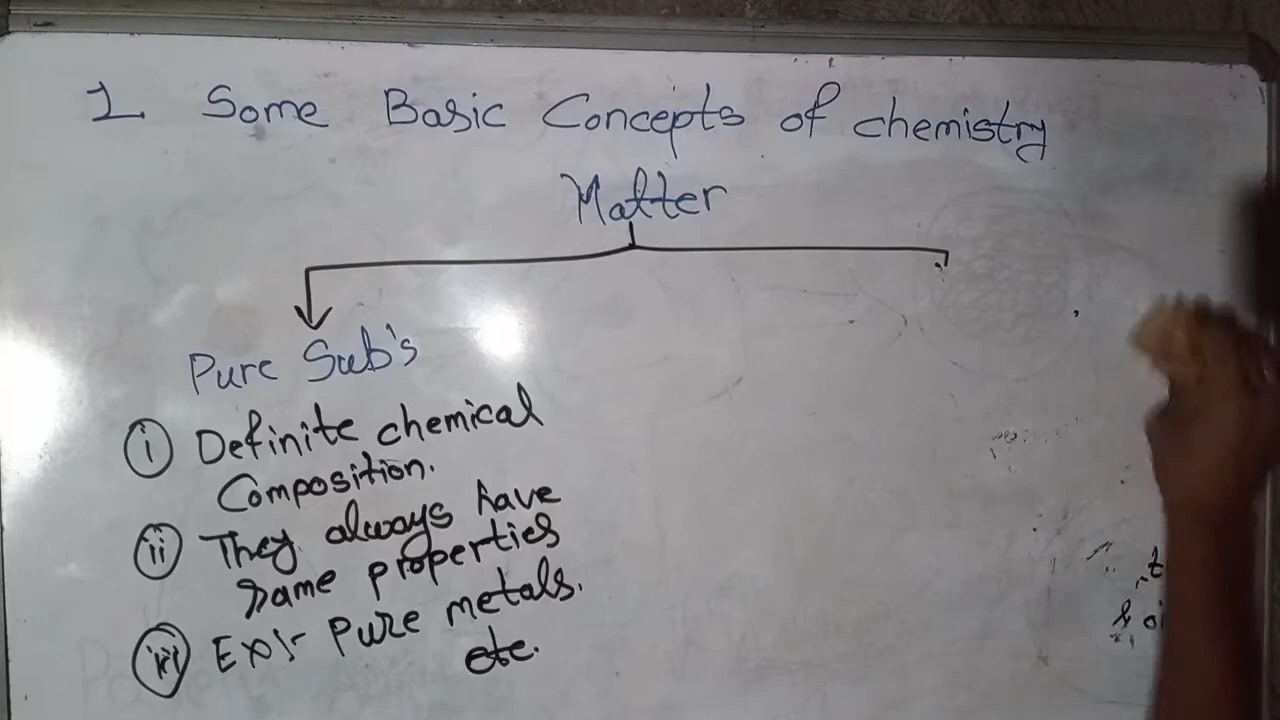 1. Some Basic Concepts of chemistry
Matter
Pure Sub's
(i) Definite chemical
Composition.
(ii) They always have
same properties
(iii) Ex:- Pure metals.
etc.